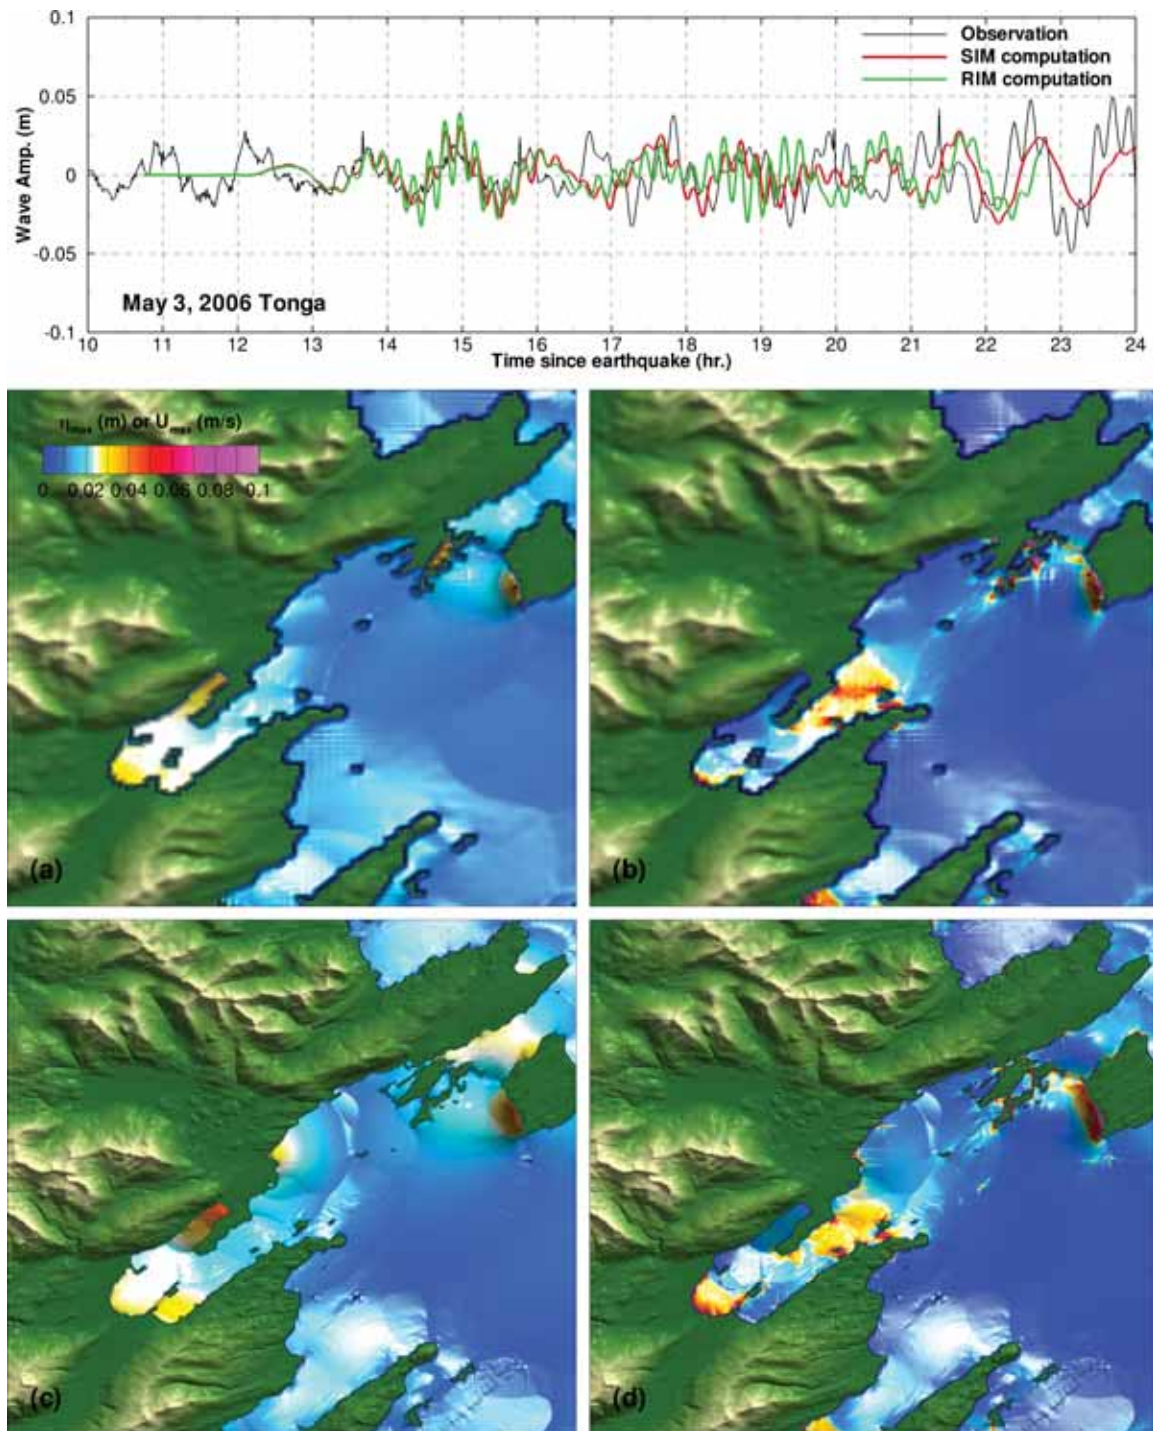 0.1
Observation
SIM computation
RIM computation
0.05
0
-0.05
-0.1
Wave Amp. (m)
May 3, 2006 Tonga
10 11 12 13 14 15 16 17 18 19 20 21 22 23 24
Time since earthquake (hr.)
ηmax (m) or Umax (m/s)
0 0.02 0.04 0.06 0.08 0.1
(a)
(b)
(c)
(d)